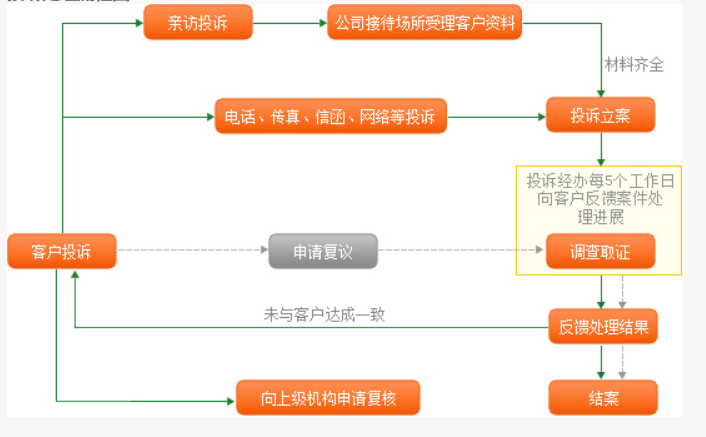 亲访投诉
公司接待场所受理客户资料
材料齐全
电话、传真、信函、网络等投诉
投诉立案
投诉经办每5个工作日
向客户反馈案件处
理进展
客户投诉
申请复议
调查取证
未与客户达成一致
反馈处理结果
向上级机构申请复核
结案